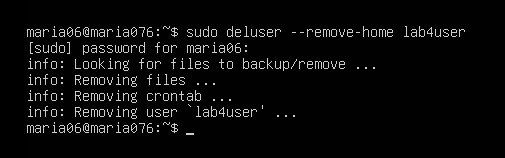 maria06@maria076:~$ sudo deluser --remove-home lab4user
[sudo] password for maria06:
info: Looking for files to backup/remove ...
info: Removing files ...
info: Removing crontab ...
info: Removing user `lab4user' ...
maria06@maria076:~$ _